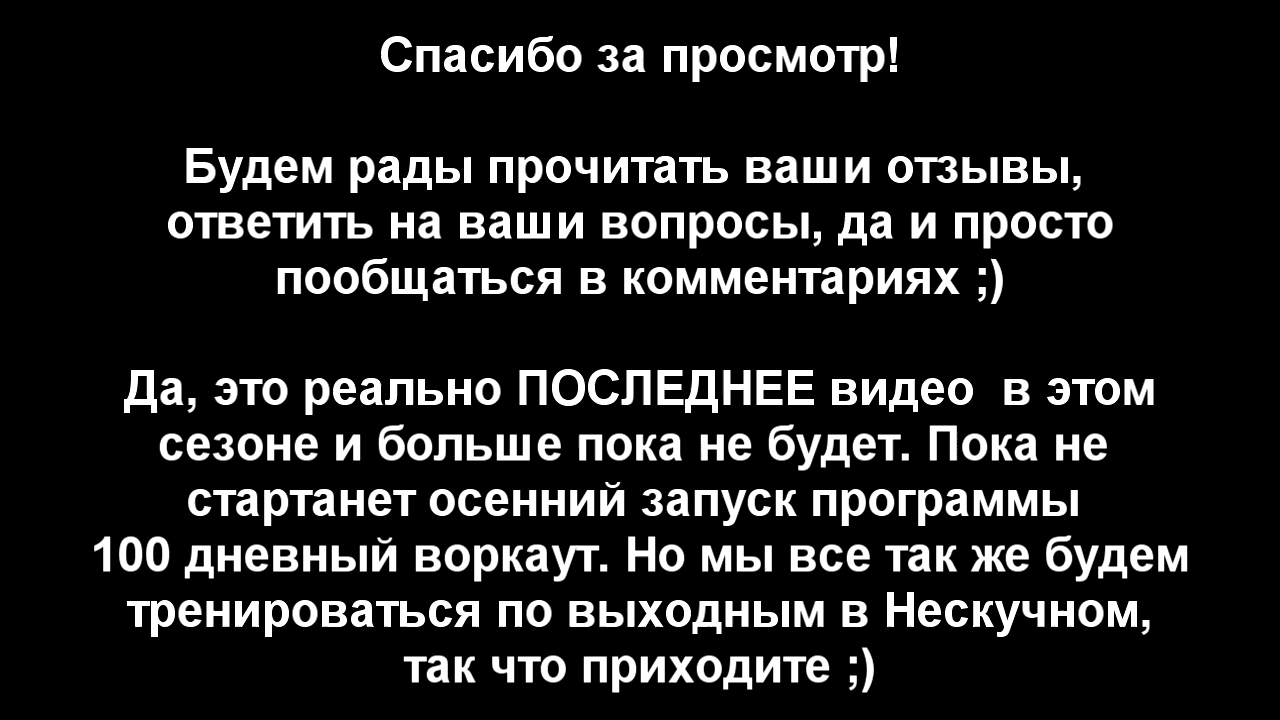 Спасибо за просмотр!
Будем рады прочитать ваши отзывы,
ответить на ваши вопросы, да и просто
пообщаться в комментариях ;)
Да, это реально ПОСЛЕДНЕЕ видео  в этом
сезоне и больше пока не будет. Пока не
стартанет осенний запуск программы
100 дневный воркаут. Но мы все так же будем
тренироваться по выходным в Нескучном,
так что приходите ;)